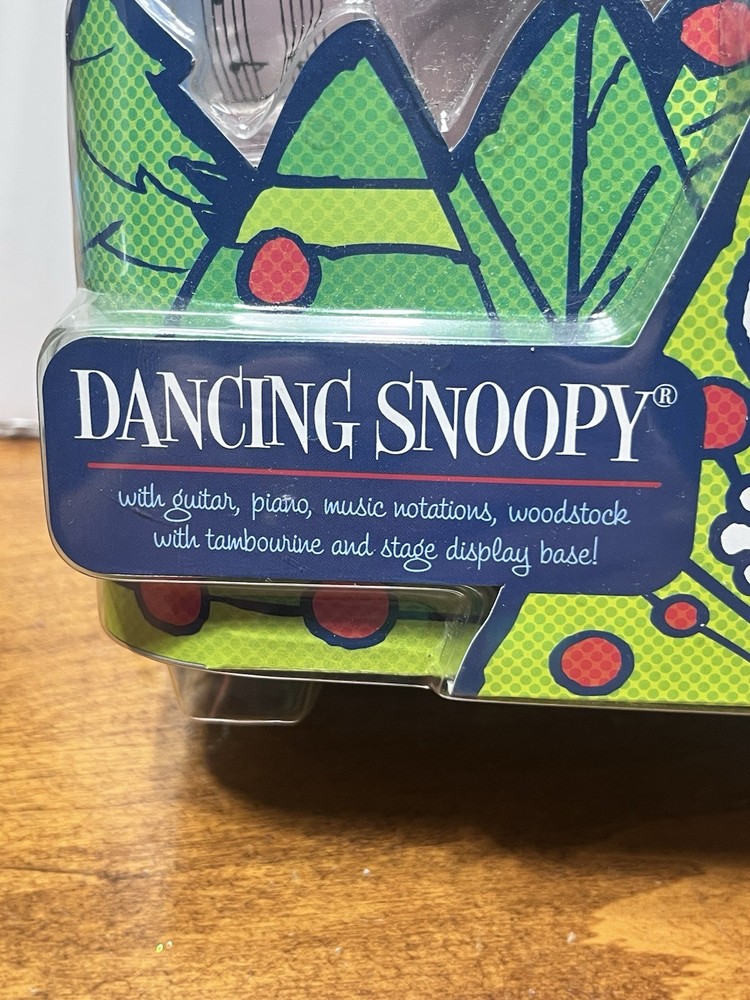 DANCING SNOOPY®
with guitar, piano, music notations, woodstock
with tambourine and stage display base!